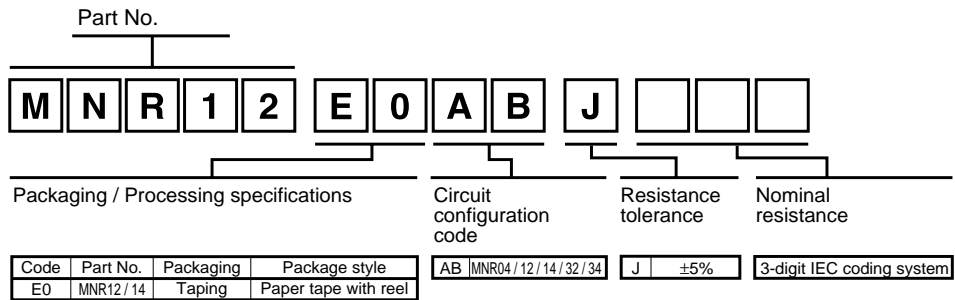 Part No.
M N R 1 2 E 0 A B J
Packaging / Processing specifications
Circuit
configuration
code
Resistance
tolerance
Nominal
resistance
Code Part No. Packaging Package style
E0 MNR12 / 14 Taping Paper tape with reel
AB MNR04 / 12 / 14 / 32 / 34
J ±5%
3-digit IEC coding system